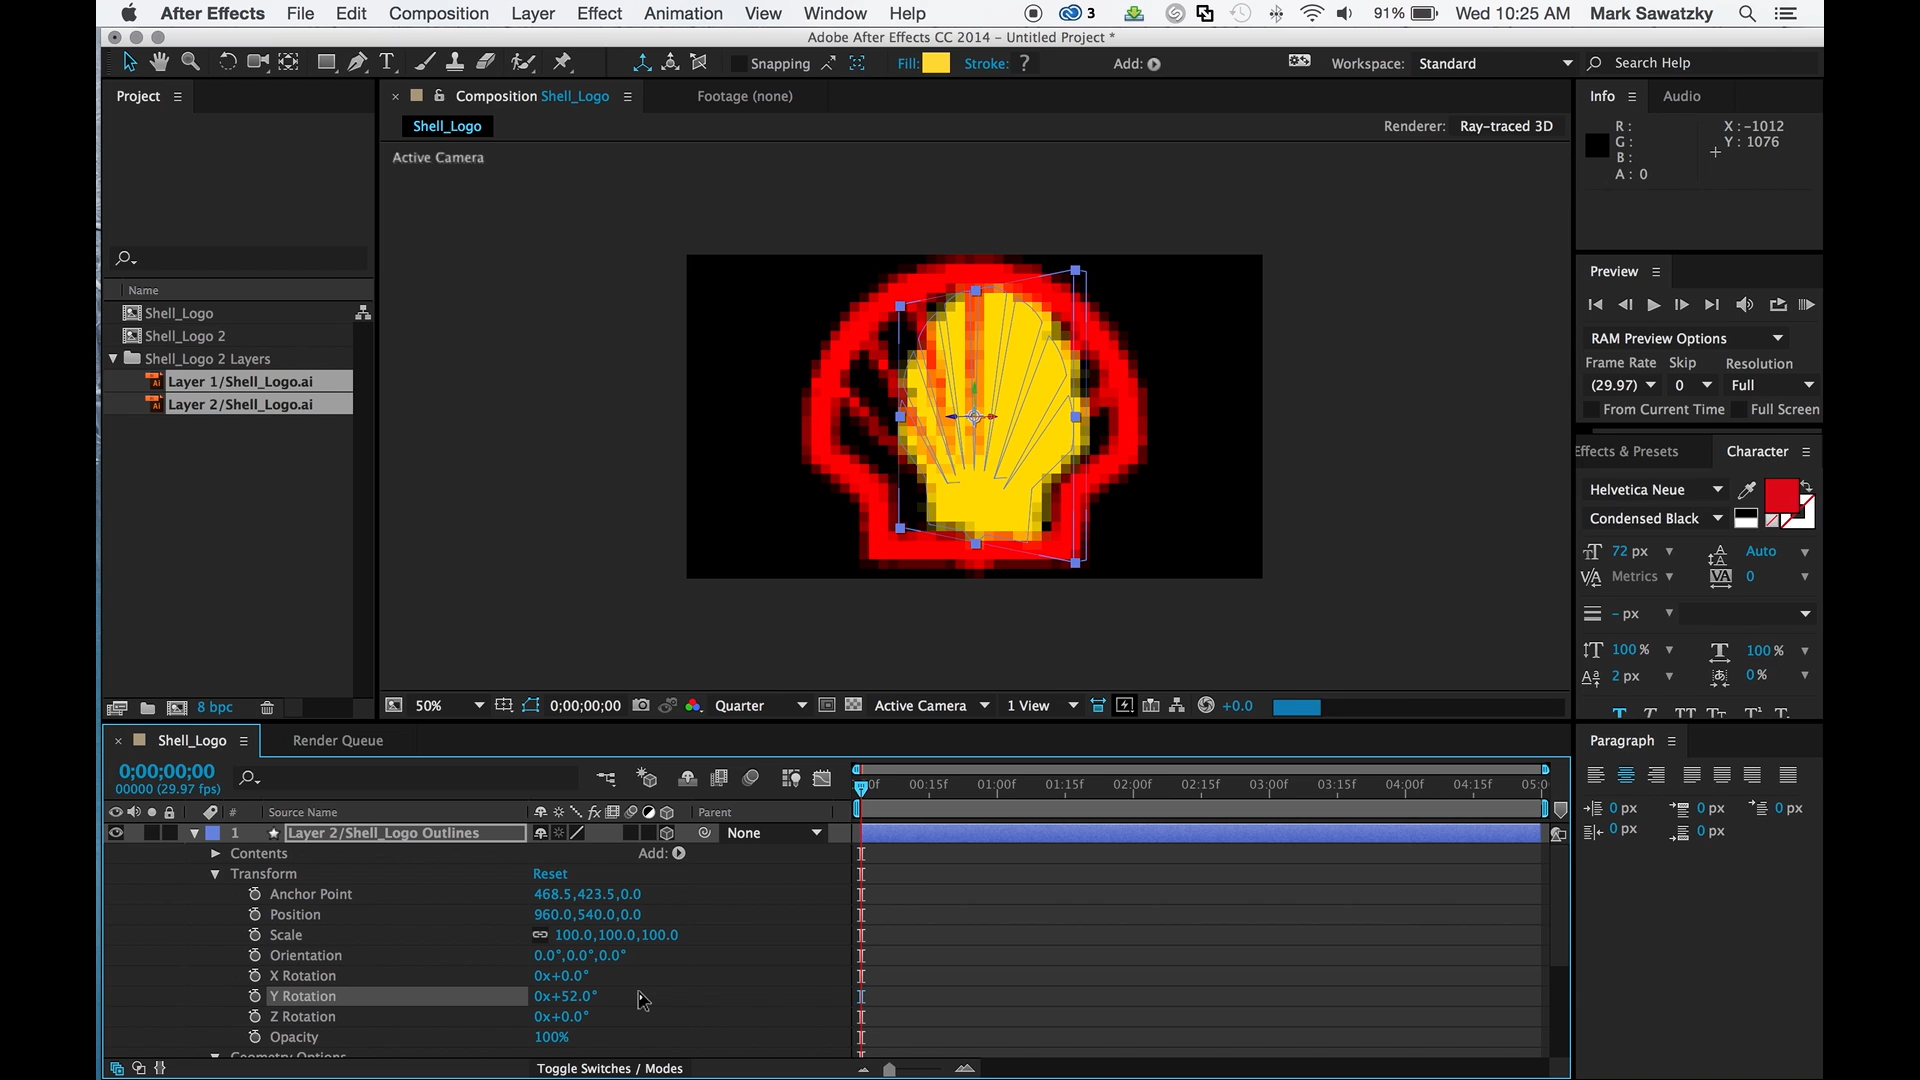 After Effects File Edit Composition Layer Effect Animation View Window Help 3 91% Wed 10:25 AM Mark Sawatzky
Adobe After Effects CC 2014 – Untitled Project *
T Snapping Fill: Stroke: ? Add: Workspace: Standard Search Help
Project
× Composition Shell_Logo Footage (none)
Info Audio
Shell_Logo
Renderer: Ray-traced 3D
R: X: -1012
G: Y: 1076
B:
A: 0
Active Camera
Preview
RAM Preview Options
Frame Rate Skip Resolution
(29.97) 0 Full
From Current Time Full Screen
Name
Shell_Logo
Shell_Logo 2
Shell_Logo 2 Layers
Layer 1/Shell_Logo.ai
Layer 2/Shell_Logo.ai
Effects & Presets Character
Helvetica Neue
Condensed Black
72 px Auto
Metrics 0
– px
100 % 100 %
2 px 0 %
8 bpc
50% 0;00;00;00 Quarter Active Camera 1 View +0.0
× Shell_Logo Render Queue
Paragraph
0;00;00;00
00000 (29.97 fps)
00f 00:15f 01:00f 01:15f 02:00f 02:15f 03:00f 03:15f 04:00f 04:15f 05:0
0 px 0 px 0 px
0 px 0 px
# Source Name Parent
1 Layer 2/Shell_Logo Outlines None
Contents Add:
Transform Reset
Anchor Point 468.5,423.5,0.0
Position 960.0,540.0,0.0
Scale 100.0,100.0,100.0
Orientation 0.0°,0.0°,0.0°
X Rotation 0x+0.0°
Y Rotation 0x+52.0°
Z Rotation 0x+0.0°
Opacity 100%
Geometry Options
Toggle Switches / Modes